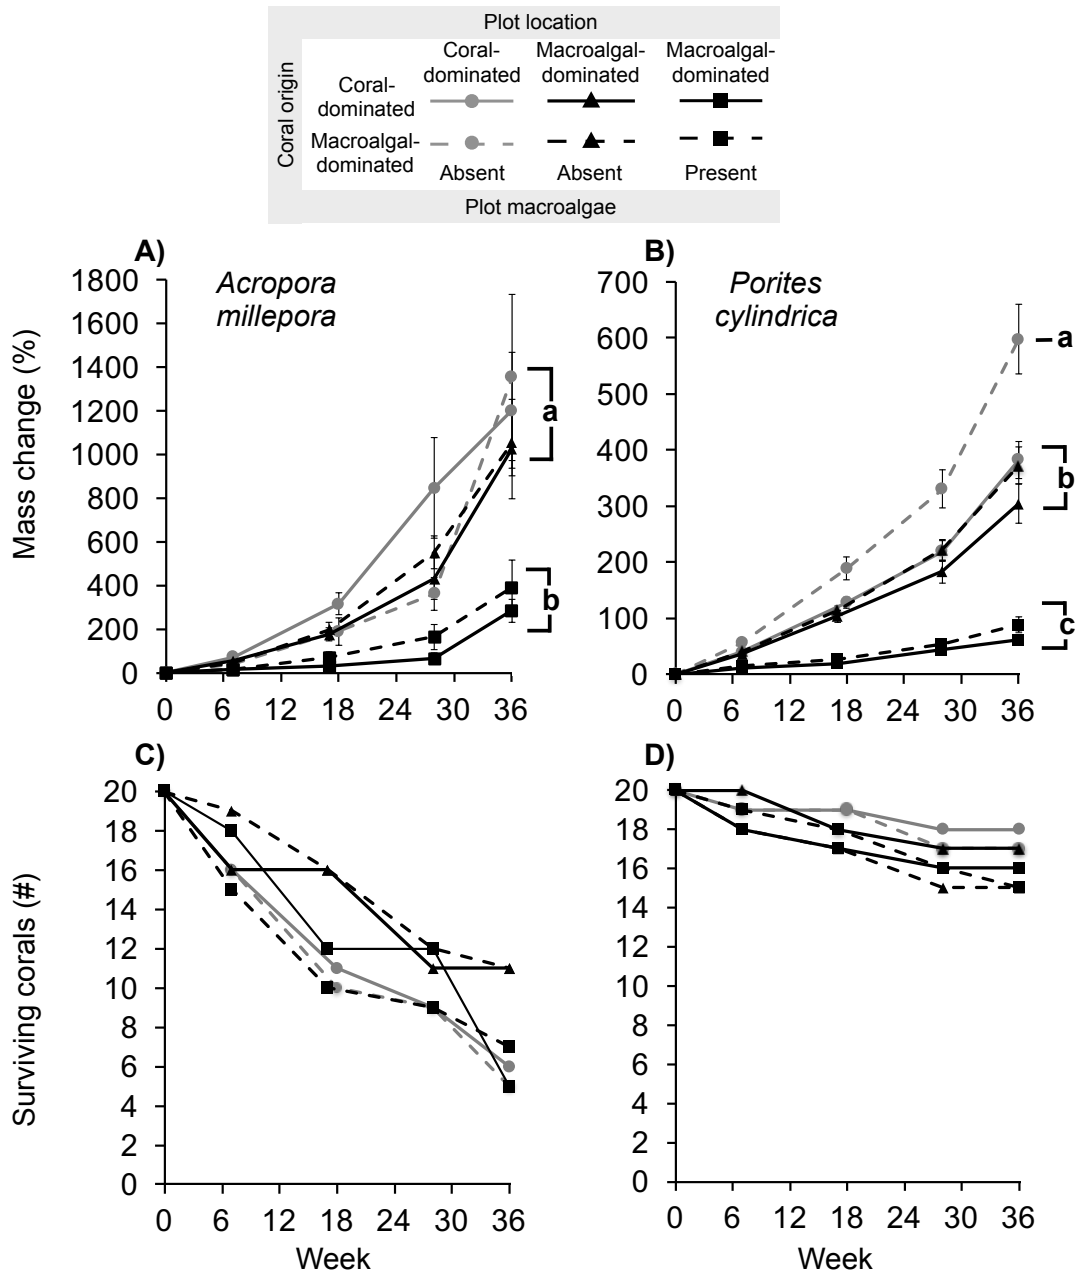 Plot location
Coral origin
Coral- Macroalgal- Macroalgal-
dominated dominated dominated
Coral-
dominated
Macroalgal-
dominated
Absent Absent Present
Plot macroalgae
A) B)
Acropora
millepora
Porites
cylindrica
Mass change (%)
1800
1600
1400
1200
1000
800
600
400
200
0
0 6 12 18 24 30 36
a
b
700
600
500
400
300
200
100
0
0 6 12 18 24 30 36
a
b
c
C) D)
Surviving corals (#)
20
18
16
14
12
10
8
6
4
2
0
0 6 12 18 24 30 36
Week
20
18
16
14
12
10
8
6
4
2
0
0 6 12 18 24 30 36
Week